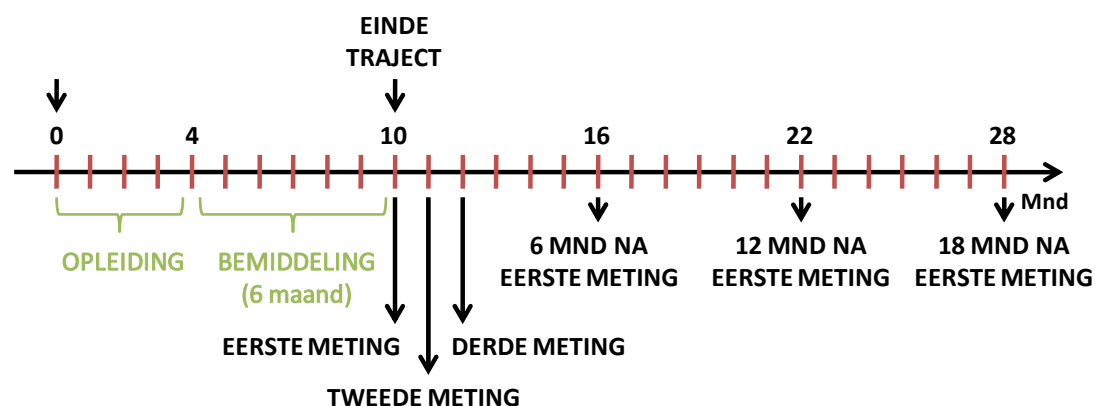 EINDE
TRAJECT
0 4 10 16 22 28
Mnd
OPLEIDING
BEMIDDELING
(6 maand)
6 MND NA
EERSTE METING
12 MND NA
EERSTE METING
18 MND NA
EERSTE METING
EERSTE METING
DERDE METING
TWEEDE METING